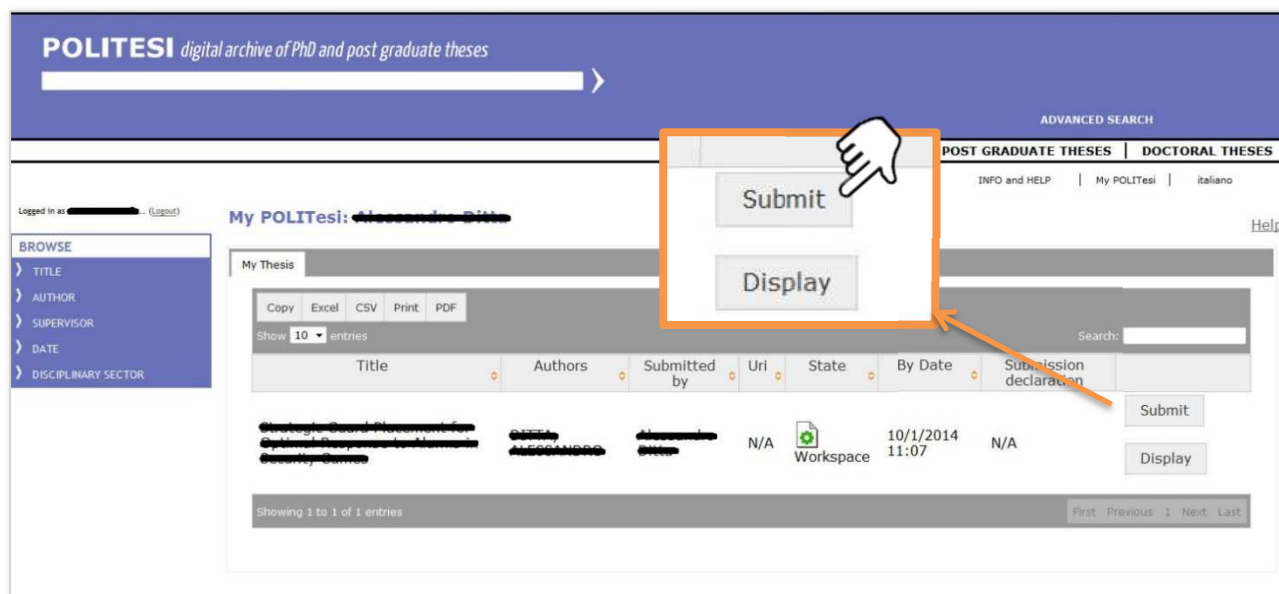 POLITESI digital archive of PhD and post graduate theses
ADVANCED SEARCH
POST GRADUATE THESES | DOCTORAL THESES
INFO and HELP | My POLITesi | italiano
Logged in as ... (Logout)
My POLITesi:
Help
BROWSE
TITLE
AUTHOR
SUPERVISOR
DATE
DISCIPLINARY SECTOR
My Thesis
Submit
Display
Copy Excel CSV Print PDF
Show 10 entries
Search:
Title Authors Submitted by Uri State By Date Submission declaration
N/A Workspace 10/1/2014 11:07 N/A
Submit
Display
Showing 1 to 1 of 1 entries
First Previous 1 Next Last